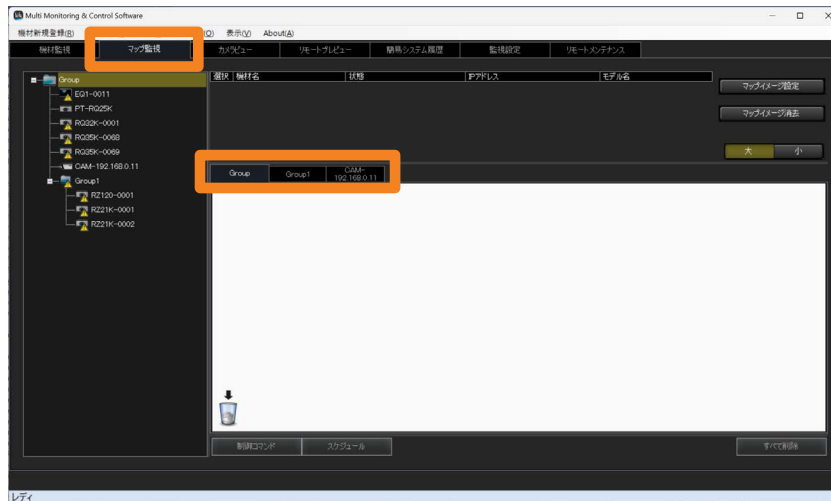 Multi Monitoring & Control Software
機材新規登録(R) (O) 表示(V) About(A)
機材監視 マップ監視 カメラビュー リモートプレビュー 簡易システム履歴 監視設定 リモートメンテナンス
Group
EQ1-0011
PT-RQ25K
RQ32K-0001
RQ35K-0068
RQ35K-0069
CAM-192.168.0.11
Group1
RZ120-0001
RZ21K-0001
RZ21K-0002
選択 機材名 状態 IPアドレス モデル名
マップイメージ設定
マップイメージ消去
大 小
Group Group1 CAM-192.168.0.11
制御コマンド スケジュール すべて削除
レディ